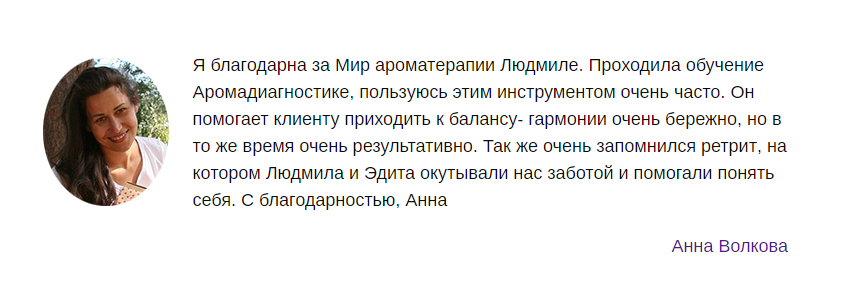 Я благодарна за Мир ароматерапии Людмиле. Проходила обучение
Аромадиагностике, пользуюсь этим инструментом очень часто. Он
помогает клиенту приходить к балансу- гармонии очень бережно, но в
то же время очень результативно. Так же очень запомнился ретрит, на
котором Людмила и Эдита окутывали нас заботой и помогали понять
себя. С благодарностью, Анна
Анна Волкова